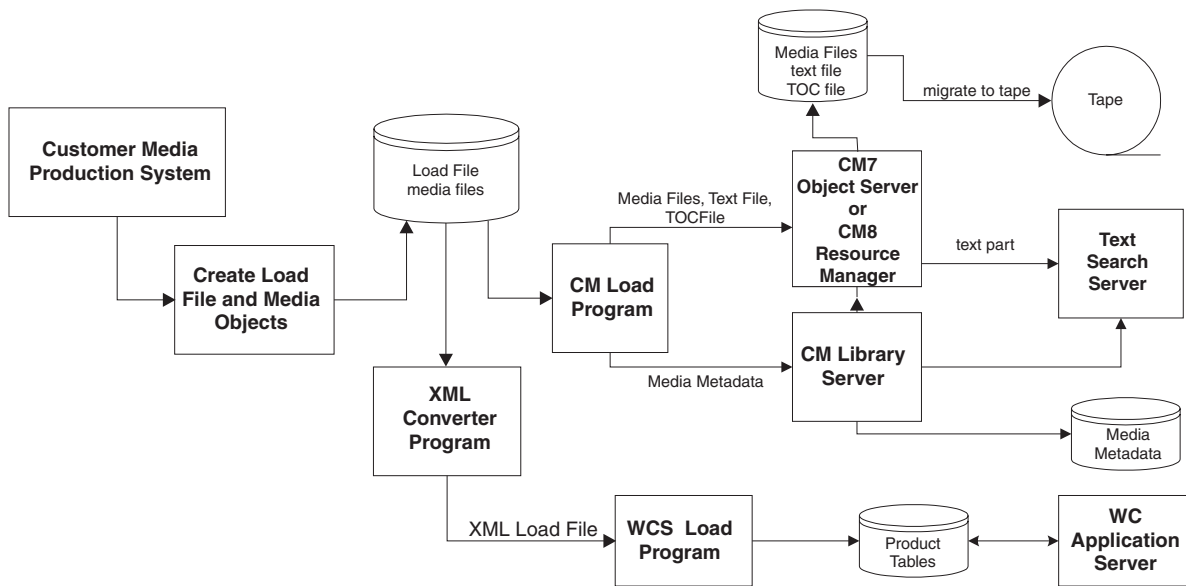 Media Files
text file
TOC file
migrate to tape
Tape
Customer Media
Production System
Load File
media files
Media Files, Text File,
TOCFile
CM7
Object Server
or
CM8
Resource
Manager
text part
Text
Search
Server
Create Load
File and Media
Objects
CM Load
Program
Media Metadata
CM Library
Server
XML
Converter
Program
Media
Metadata
XML Load File
WCS Load
Program
Product
Tables
WC
Application
Server